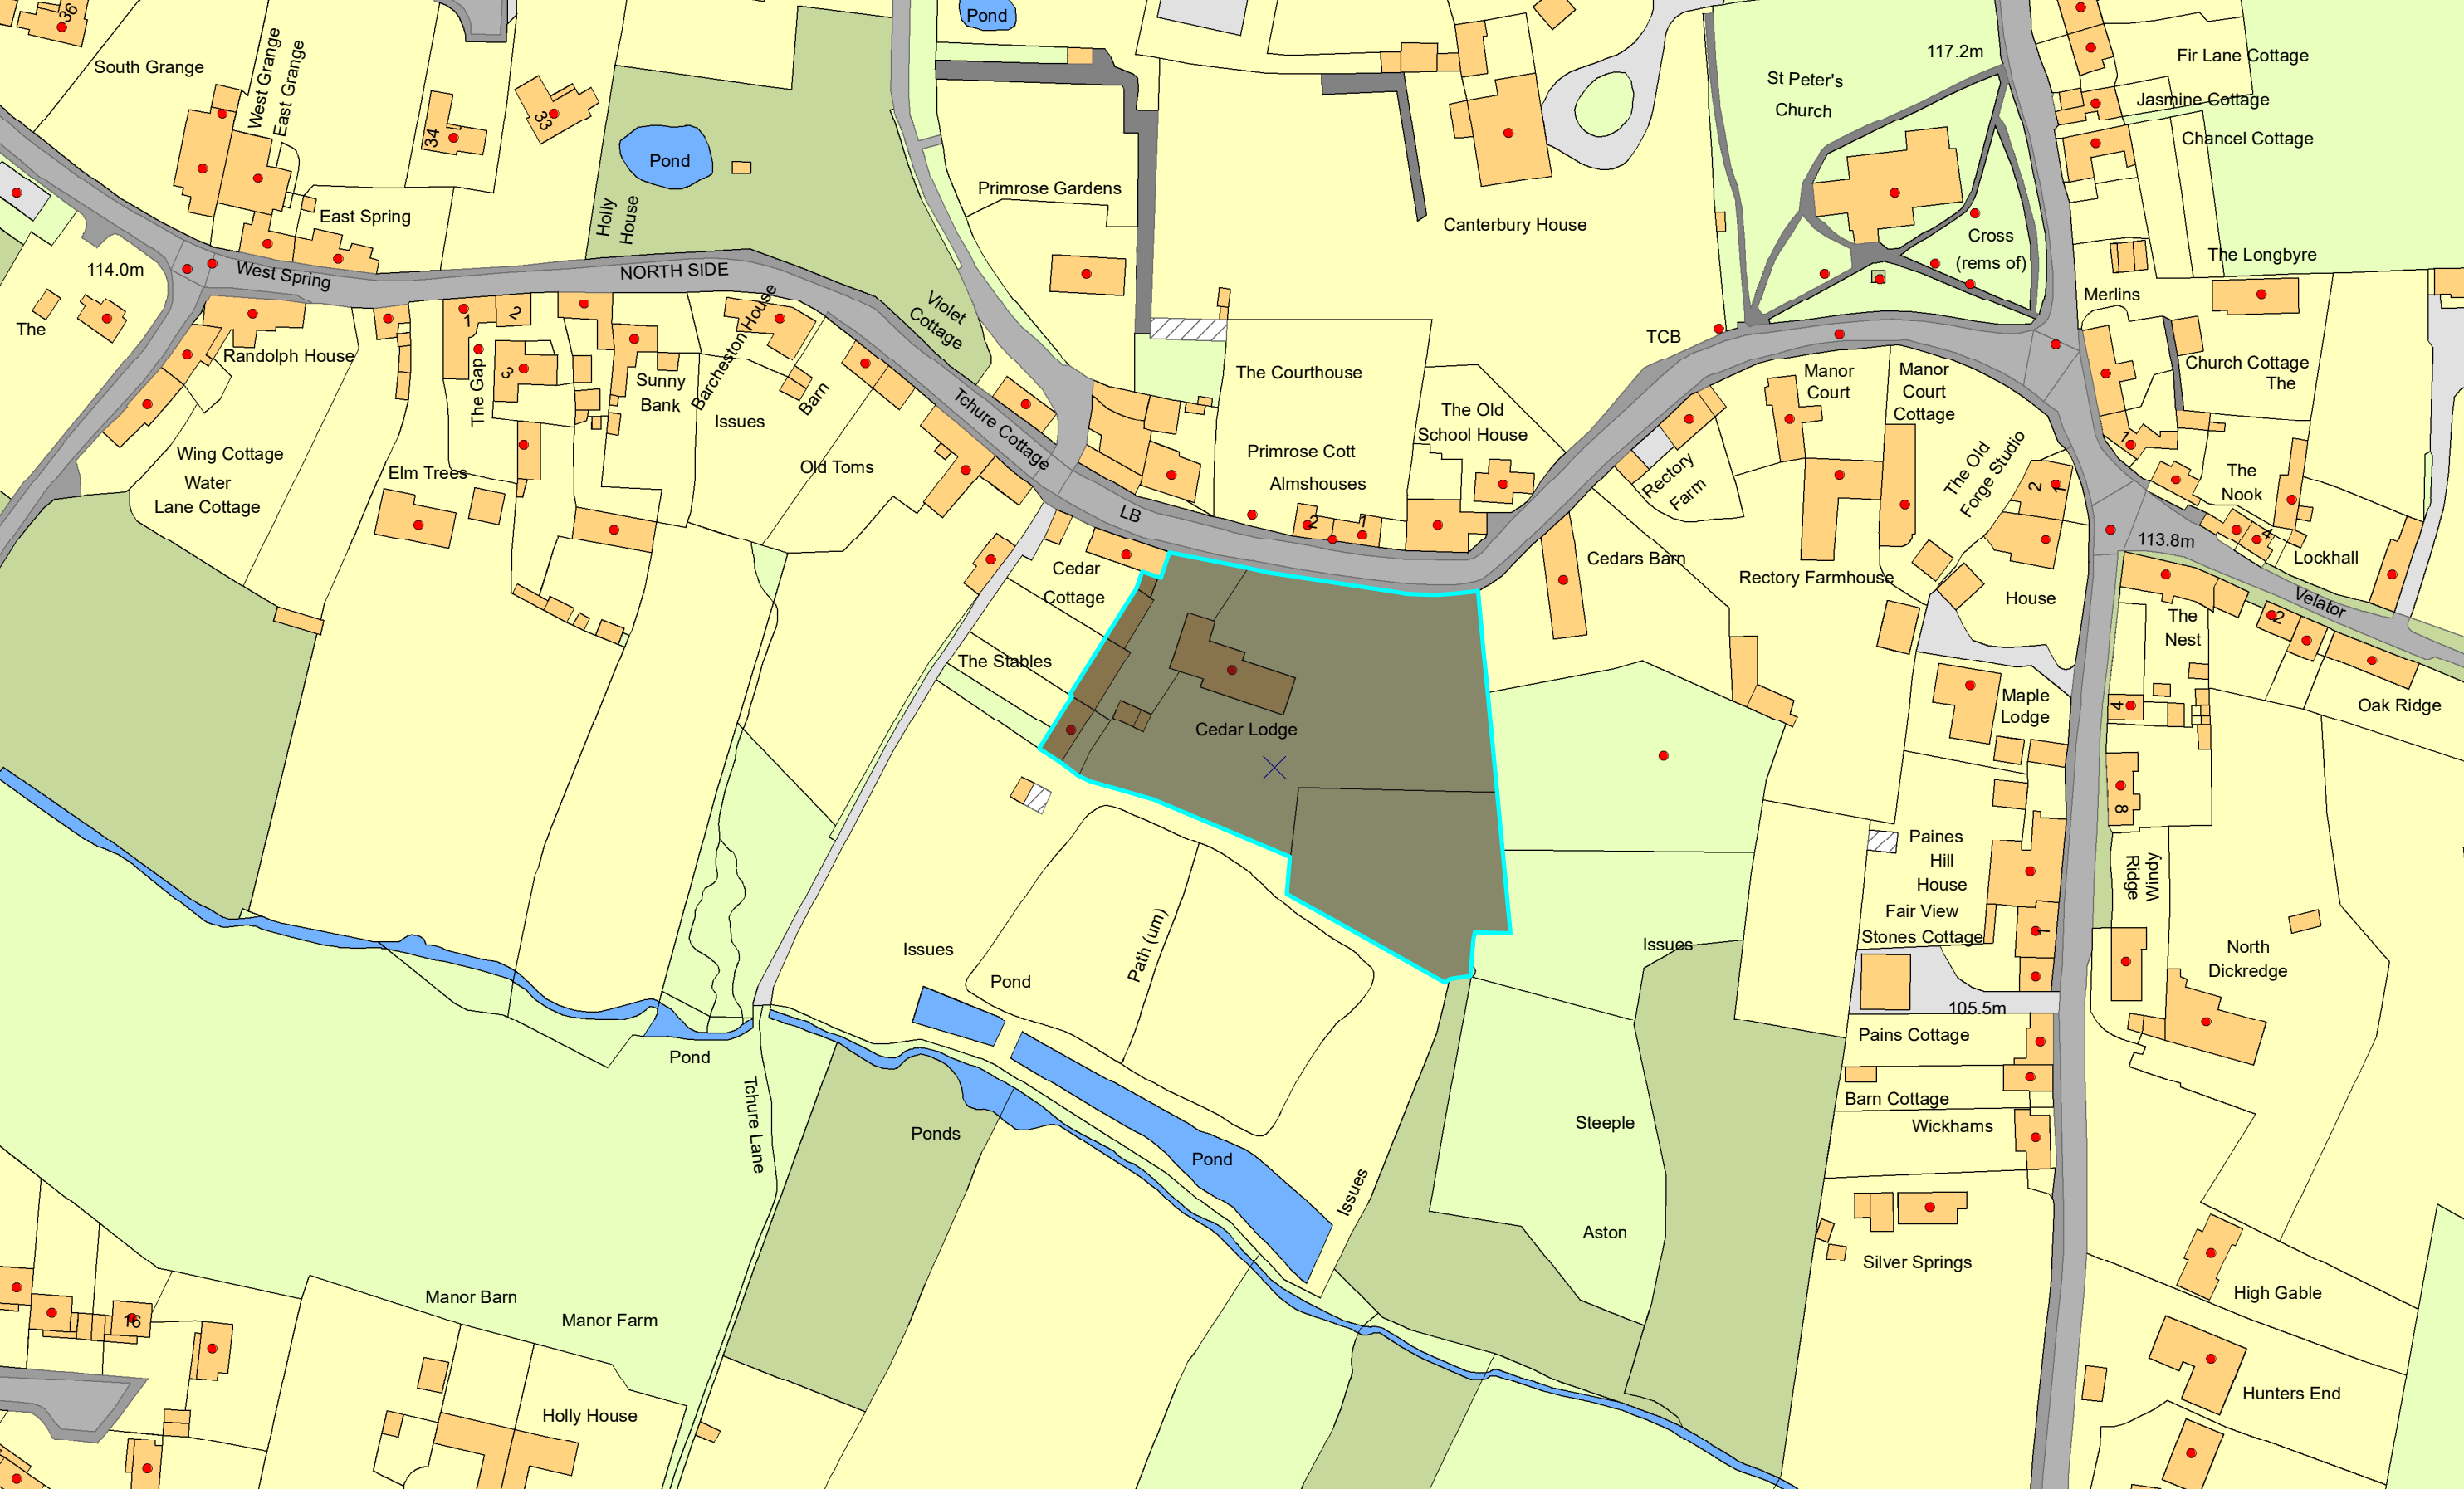 36
South Grange
West Grange
East Grange
34
33
Pond
Pond
Holly
House
East Spring
114.0m
West Spring
NORTH SIDE
Violet
Cottage
Primrose Gardens
Canterbury House
St Peter's
Church
117.2m
Cross
(rems of)
Fir Lane Cottage
Jasmine Cottage
Chancel Cottage
The Longbyre
Merlins
Church Cottage
The
The
Randolph House
1
2
The Gap
3
Sunny
Bank
Barcheston House
Issues
Barn
Old Toms
Tchure Cottage
The Courthouse
TCB
The Old
School House
Manor
Court
Manor
Court
Cottage
Wing Cottage
Water
Lane Cottage
Elm Trees
Primrose Cott
Almshouses
2
1
LB
Rectory
Farm
The Old
Forge Studio
2
1
1
The
Nook
4
113.8m
Lockhall
Velator
Cedar
Cottage
Cedars Barn
Rectory Farmhouse
House
The
Nest
2
The Stables
Cedar Lodge
Maple
Lodge
4
Oak Ridge
8
Paines
Hill
House
Windy
Ridge
Fair View
Stones Cottage
1
Issues
Pond
Path (um)
Issues
North
Dickredge
105.5m
Pains Cottage
Pond
Tchure Lane
Ponds
Pond
Issues
Steeple
Aston
Barn Cottage
Wickhams
Silver Springs
High Gable
Manor Barn
Manor Farm
16
Holly House
Hunters End